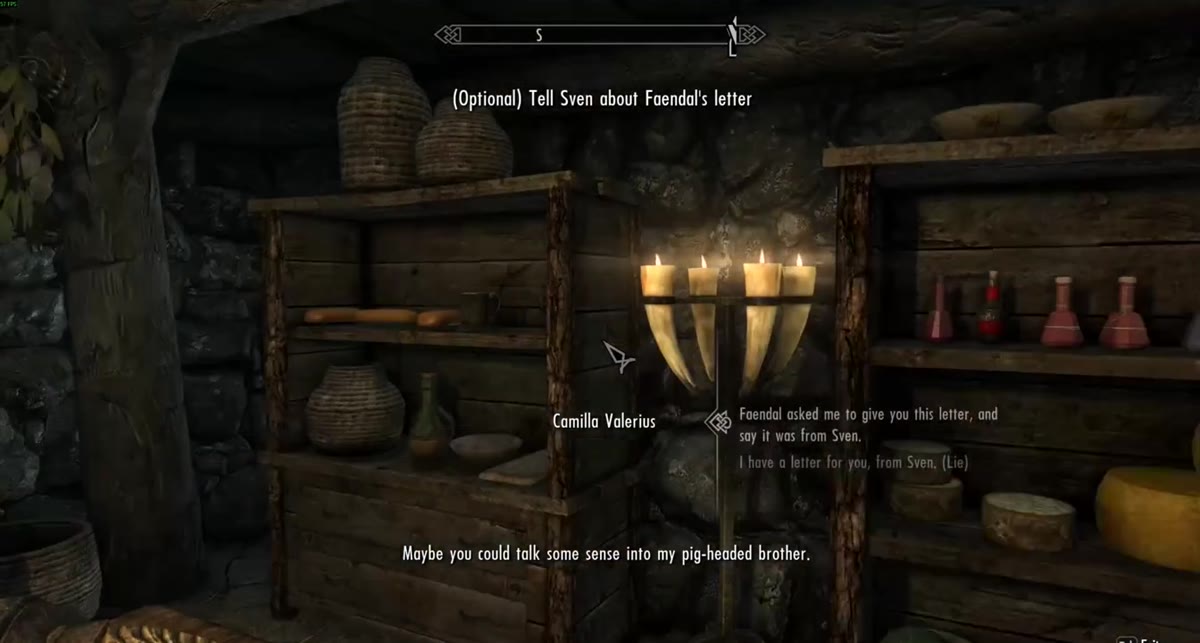 57 FPS
S
(Optional) Tell Sven about Faendal's letter
Camilla Valerius
Faendal asked me to give you this letter, and
say it was from Sven.
I have a letter for you, from Sven. (Lie)
Maybe you could talk some sense into my pig-headed brother.